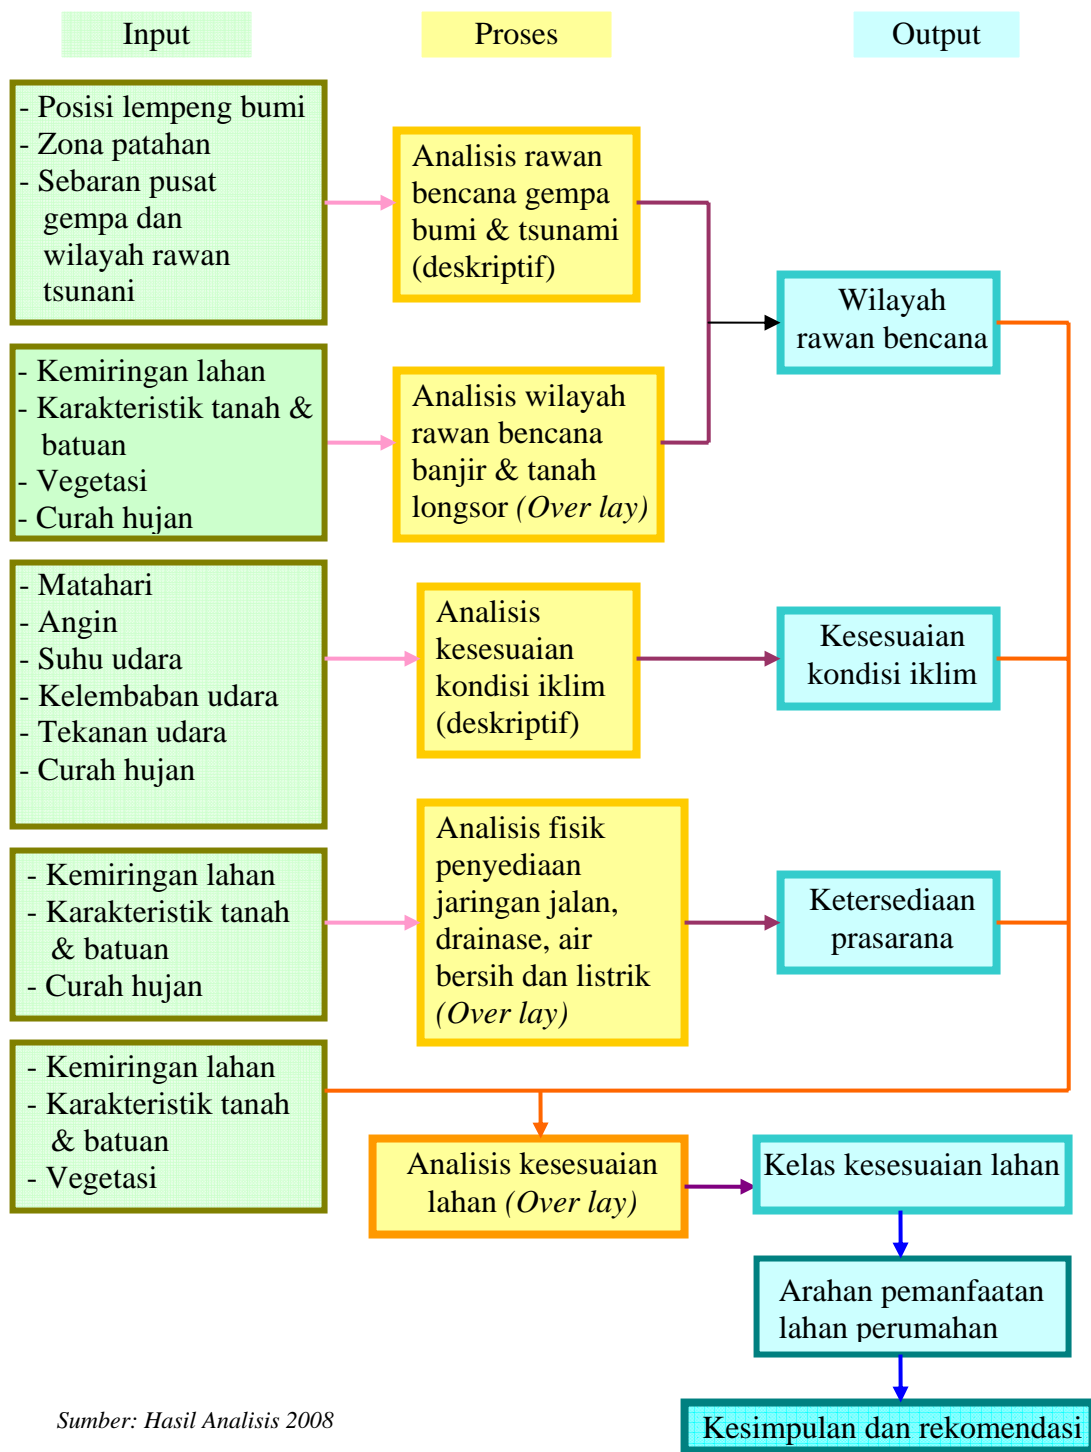 Input
Proses
Output
- Posisi lempeng bumi
- Zona patahan
- Sebaran pusat
gempa dan
wilayah rawan
tsunani
Analisis rawan
bencana gempa
bumi & tsunami
(deskriptif)
Wilayah
rawan bencana
- Kemiringan lahan
- Karakteristik tanah &
batuan
- Vegetasi
- Curah hujan
Analisis wilayah
rawan bencana
banjir & tanah
longsor (Over lay)
- Matahari
- Angin
- Suhu udara
- Kelembaban udara
- Tekanan udara
- Curah hujan
Analisis
kesesuaian
kondisi iklim
(deskriptif)
Kesesuaian
kondisi iklim
- Kemiringan lahan
- Karakteristik tanah
& batuan
- Curah hujan
Analisis fisik
penyediaan
jaringan jalan,
drainase, air
bersih dan listrik
(Over lay)
Ketersediaan
prasarana
- Kemiringan lahan
- Karakteristik tanah
& batuan
- Vegetasi
Analisis kesesuaian
lahan (Over lay)
Kelas kesesuaian lahan
Arahan pemanfaatan
lahan perumahan
Kesimpulan dan rekomendasi
Sumber: Hasil Analisis 2008